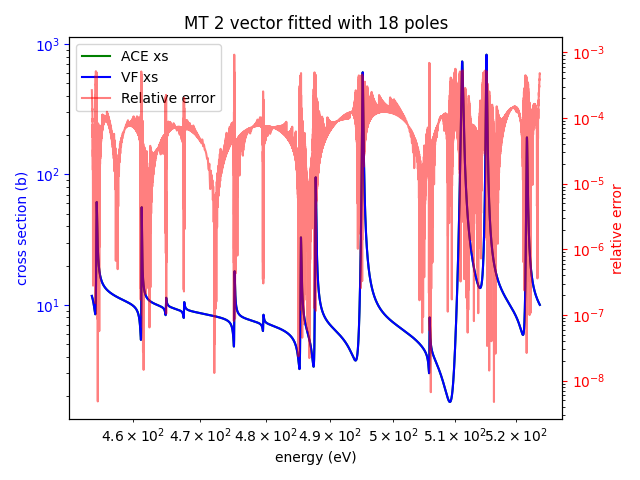 MT 2 vector fitted with 18 poles
ACE xs
VF xs
Relative error
10³
10²
10¹
cross section (b)
10⁻³
10⁻⁴
10⁻⁵
10⁻⁶
10⁻⁷
10⁻⁸
relative error
4.6 × 10² 4.7 × 10² 4.8 × 10² 4.9 × 10² 5 × 10² 5.1 × 10² 5.2 × 10²
energy (eV)